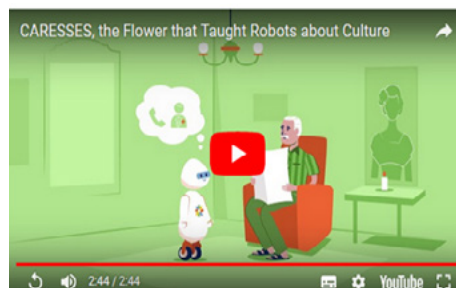 CARESSES, the Flower that Taught Robots about Culture
2:44 / 2:44
YouTube